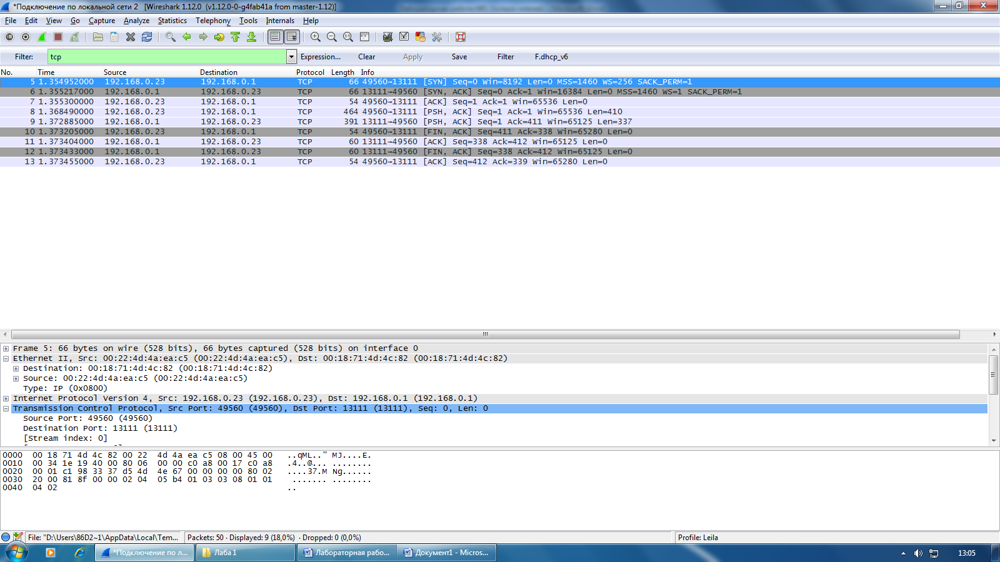 *Подключение по локальной сети 2   [Wireshark 1.12.0  (v1.12.0-0-g4fab41a from master-1.12)]
File Edit View Go Capture Analyze Statistics Telephony Tools Internals Help
Filter: tcp Expression... Clear Apply Save Filter F.dhcp_v6
No. Time Source Destination Protocol Length Info
5 1.354952000 192.168.0.23 192.168.0.1 TCP 66 49560→13111 [SYN] Seq=0 Win=8192 Len=0 MSS=1460 WS=256 SACK_PERM=1
6 1.355217000 192.168.0.1 192.168.0.23 TCP 66 13111→49560 [SYN, ACK] Seq=0 Ack=1 Win=16384 Len=0 MSS=1460 WS=1 SACK_PERM=1
7 1.355300000 192.168.0.23 192.168.0.1 TCP 54 49560→13111 [ACK] Seq=1 Ack=1 Win=65536 Len=0
8 1.368490000 192.168.0.23 192.168.0.1 TCP 464 49560→13111 [PSH, ACK] Seq=1 Ack=1 Win=65536 Len=410
9 1.372885000 192.168.0.1 192.168.0.23 TCP 391 13111→49560 [PSH, ACK] Seq=1 Ack=411 Win=65125 Len=337
10 1.373205000 192.168.0.23 192.168.0.1 TCP 54 49560→13111 [FIN, ACK] Seq=411 Ack=338 Win=65280 Len=0
11 1.373404000 192.168.0.1 192.168.0.23 TCP 60 13111→49560 [ACK] Seq=338 Ack=412 Win=65125 Len=0
12 1.373433000 192.168.0.1 192.168.0.23 TCP 60 13111→49560 [FIN, ACK] Seq=338 Ack=412 Win=65125 Len=0
13 1.373455000 192.168.0.23 192.168.0.1 TCP 54 49560→13111 [ACK] Seq=412 Ack=339 Win=65280 Len=0
Frame 5: 66 bytes on wire (528 bits), 66 bytes captured (528 bits) on interface 0
Ethernet II, Src: 00:22:4d:4a:ea:c5 (00:22:4d:4a:ea:c5), Dst: 00:18:71:4d:4c:82 (00:18:71:4d:4c:82)
Destination: 00:18:71:4d:4c:82 (00:18:71:4d:4c:82)
Source: 00:22:4d:4a:ea:c5 (00:22:4d:4a:ea:c5)
Type: IP (0x0800)
Internet Protocol Version 4, Src: 192.168.0.23 (192.168.0.23), Dst: 192.168.0.1 (192.168.0.1)
Transmission Control Protocol, Src Port: 49560 (49560), Dst Port: 13111 (13111), Seq: 0, Len: 0
Source Port: 49560 (49560)
Destination Port: 13111 (13111)
[Stream index: 0]
0000  00 18 71 4d 4c 82 00 22  4d 4a ea c5 08 00 45 00   ..qML.." MJ....E.
0010  00 34 1e 19 40 00 80 06  00 00 c0 a8 00 17 c0 a8   .4..@... ........
0020  00 01 c1 98 33 37 d5 4d  4e 67 00 00 00 00 80 02   ....37.M Ng......
0030  20 00 81 8f 00 00 02 04  05 b4 01 03 03 08 01 01    ....... ........
0040  04 02   ..
File: "D:\Users\86D2~1\AppData\Local\Tem... Packets: 50 · Displayed: 9 (18,0%)  · Dropped: 0 (0,0%) Profile: Leila
*Подключение по л... Лаба 1 Лабораторная рабо... Документ1 - Micros... 13:05